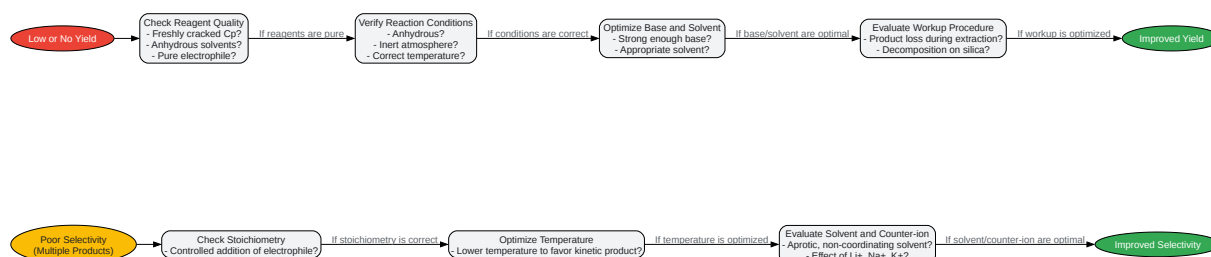 Low or No Yield
Check Reagent Quality
- Freshly cracked Cp?
- Anhydrous solvents?
- Pure electrophile?
If reagents are pure
Verify Reaction Conditions
- Anhydrous?
- Inert atmosphere?
- Correct temperature?
If conditions are correct
Optimize Base and Solvent
- Strong enough base?
- Appropriate solvent?
If base/solvent are optimal
Evaluate Workup Procedure
- Product loss during extraction?
- Decomposition on silica?
If workup is optimized
Improved Yield
Poor Selectivity
(Multiple Products)
Check Stoichiometry
- Controlled addition of electrophile?
If stoichiometry is correct
Optimize Temperature
- Lower temperature to favor kinetic product?
If temperature is optimized
Evaluate Solvent and Counter-ion
- Aprotic, non-coordinating solvent?
- Effect of Li+, Na+, K+?
If solvent/counter-ion are optimal
Improved Selectivity